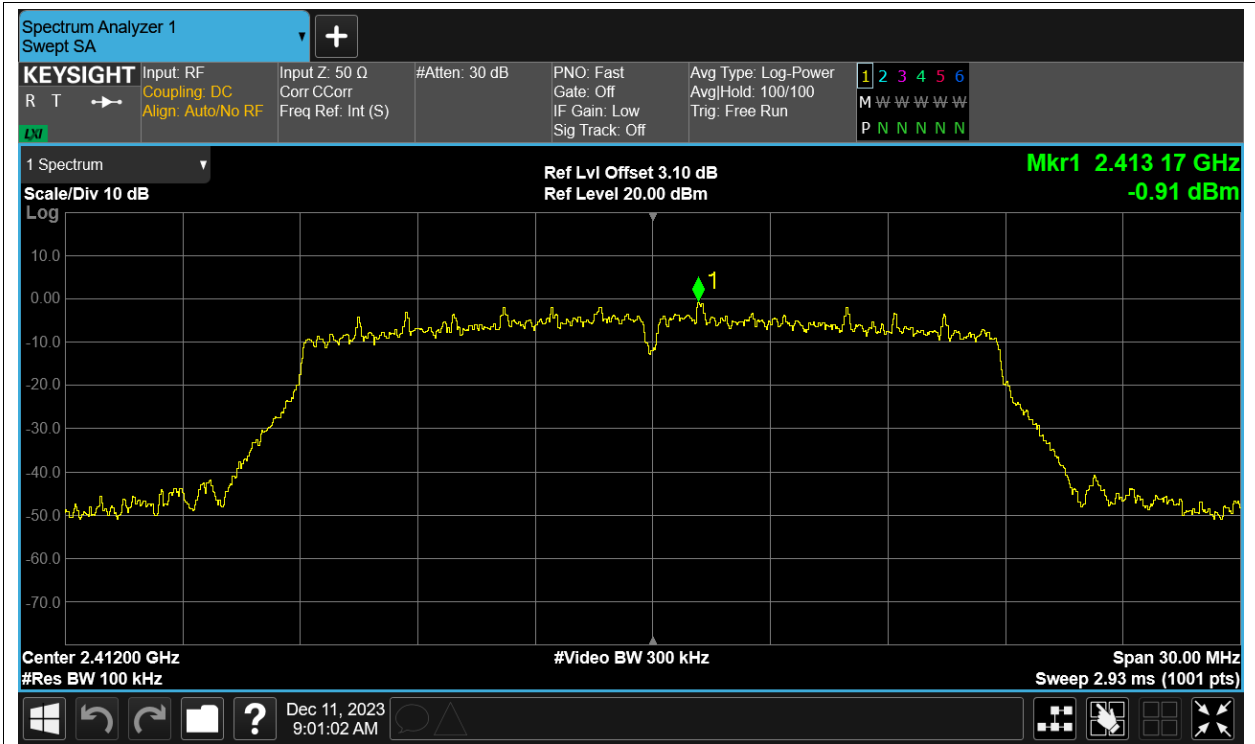 Spectrum Analyzer 1
Swept SA
+
KEYSIGHT
R T
LXI
Input: RF
Coupling: DC
Align: Auto/No RF
Input Z: 50 Ω
Corr CCorr
Freq Ref: Int (S)
#Atten: 30 dB
PNO: Fast
Gate: Off
IF Gain: Low
Sig Track: Off
Avg Type: Log-Power
Avg|Hold: 100/100
Trig: Free Run
1 2 3 4 5 6
M W W W W W
P N N N N N
1 Spectrum
Scale/Div 10 dB
Log
Ref Lvl Offset 3.10 dB
Ref Level 20.00 dBm
Mkr1 2.413 17 GHz
-0.91 dBm
1
10.0
0.00
-10.0
-20.0
-30.0
-40.0
-50.0
-60.0
-70.0
Center 2.41200 GHz
#Video BW 300 kHz
Span 30.00 MHz
#Res BW 100 kHz
Sweep 2.93 ms (1001 pts)
?
Dec 11, 2023
9:01:02 AM